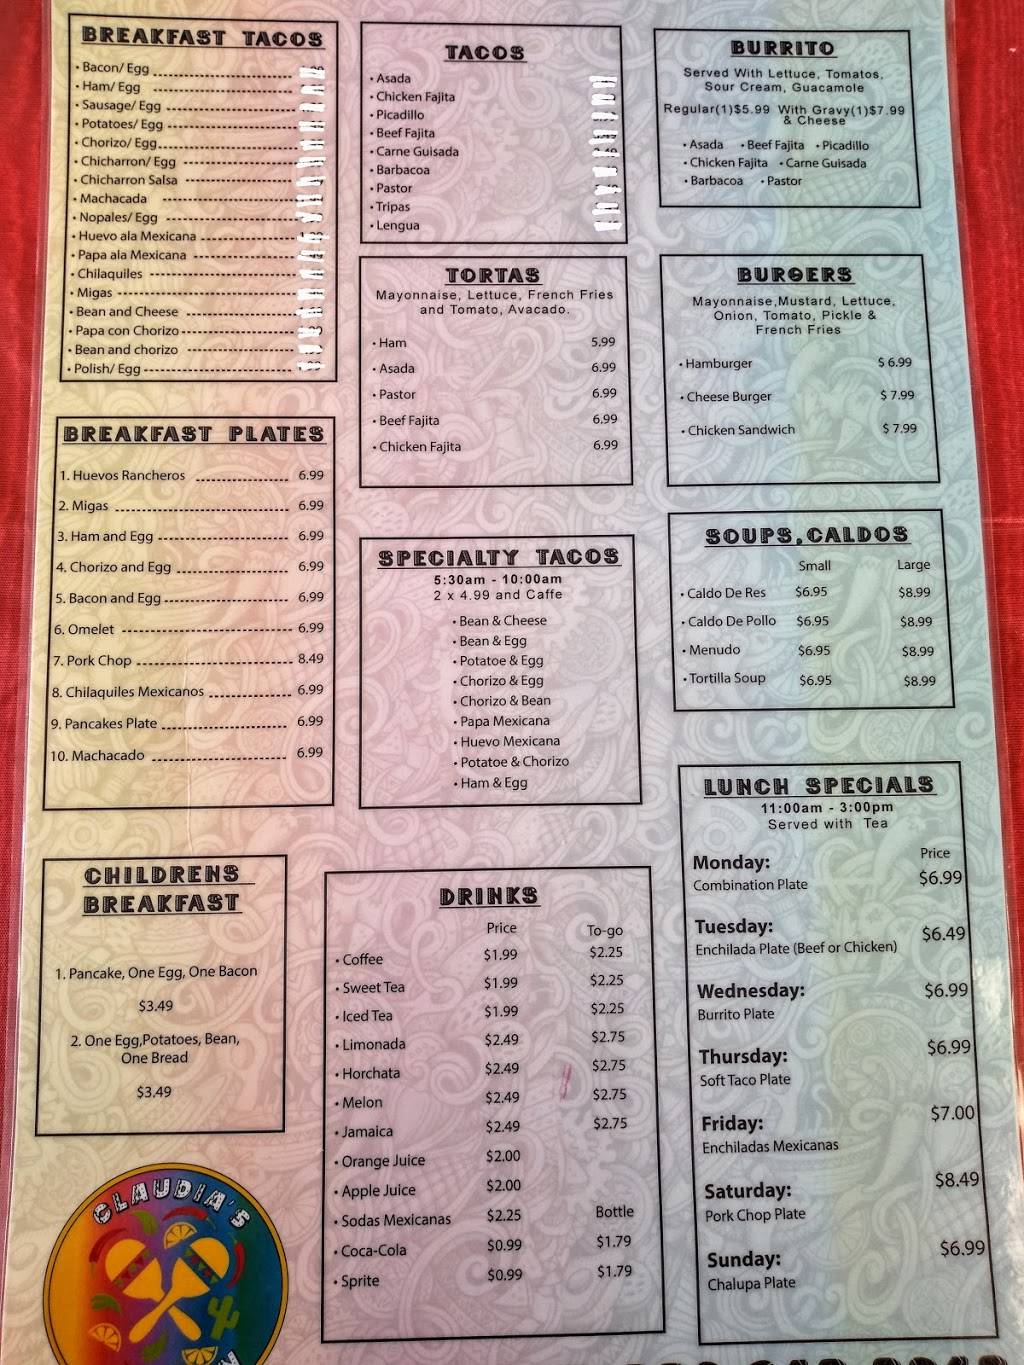 BREAKFAST TACOS
• Bacon/ Egg
• Ham/ Egg
• Sausage/ Egg
• Potatoes/ Egg
• Chorizo/ Egg
• Chicharron/ Egg
• Chicharron Salsa
• Machacada
• Nopales/ Egg
• Huevo ala Mexicana
• Papa ala Mexicana
• Chilaquiles
• Migas
• Bean and Cheese
• Papa con Chorizo
• Bean and chorizo
• Polish/ Egg
BREAKFAST PLATES
1. Huevos Rancheros 6.99
2. Migas 6.99
3. Ham and Egg 6.99
4. Chorizo and Egg 6.99
5. Bacon and Egg 6.99
6. Omelet 6.99
7. Pork Chop 8.49
8. Chilaquiles Mexicanos 6.99
9. Pancakes Plate 6.99
10. Machacado 6.99
CHILDRENS
BREAKFAST
1. Pancake, One Egg, One Bacon
$3.49
2. One Egg,Potatoes, Bean,
One Bread
$3.49
CLAUDIA'S
TACOS
• Asada
• Chicken Fajita
• Picadillo
• Beef Fajita
• Carne Guisada
• Barbacoa
• Pastor
• Tripas
• Lengua
TORTAS
Mayonnaise, Lettuce, French Fries
and Tomato, Avacado.
• Ham 5.99
• Asada 6.99
• Pastor 6.99
• Beef Fajita 6.99
• Chicken Fajita 6.99
SPECIALTY TACOS
5:30am - 10:00am
2 x 4.99 and Caffe
• Bean & Cheese
• Bean & Egg
• Potatoe & Egg
• Chorizo & Egg
• Chorizo & Bean
• Papa Mexicana
• Huevo Mexicana
• Potatoe & Chorizo
• Ham & Egg
DRINKS
Price To-go
• Coffee $1.99 $2.25
• Sweet Tea $1.99 $2.25
• Iced Tea $1.99 $2.25
• Limonada $2.49 $2.75
• Horchata $2.49 $2.75
• Melon $2.49 $2.75
• Jamaica $2.49 $2.75
• Orange Juice $2.00
• Apple Juice $2.00
• Sodas Mexicanas $2.25 Bottle
• Coca-Cola $0.99 $1.79
• Sprite $0.99 $1.79
BURRITO
Served With Lettuce, Tomatos,
Sour Cream, Guacamole
Regular(1)$5.99 With Gravy(1)$7.99
& Cheese
• Asada • Beef Fajita • Picadillo
• Chicken Fajita • Carne Guisada
• Barbacoa • Pastor
BURGERS
Mayonnaise,Mustard, Lettuce,
Onion, Tomato, Pickle &
French Fries
• Hamburger $ 6.99
• Cheese Burger $ 7.99
• Chicken Sandwich $ 7.99
SOUPS,CALDOS
Small Large
• Caldo De Res $6.95 $8.99
• Caldo De Pollo $6.95 $8.99
• Menudo $6.95 $8.99
• Tortilla Soup $6.95 $8.99
LUNCH SPECIALS
11:00am - 3:00pm
Served with Tea
Price
Monday: $6.99
Combination Plate
Tuesday: $6.49
Enchilada Plate (Beef or Chicken)
Wednesday: $6.99
Burrito Plate
Thursday: $6.99
Soft Taco Plate
Friday: $7.00
Enchiladas Mexicanas
Saturday: $8.49
Pork Chop Plate
Sunday: $6.99
Chalupa Plate